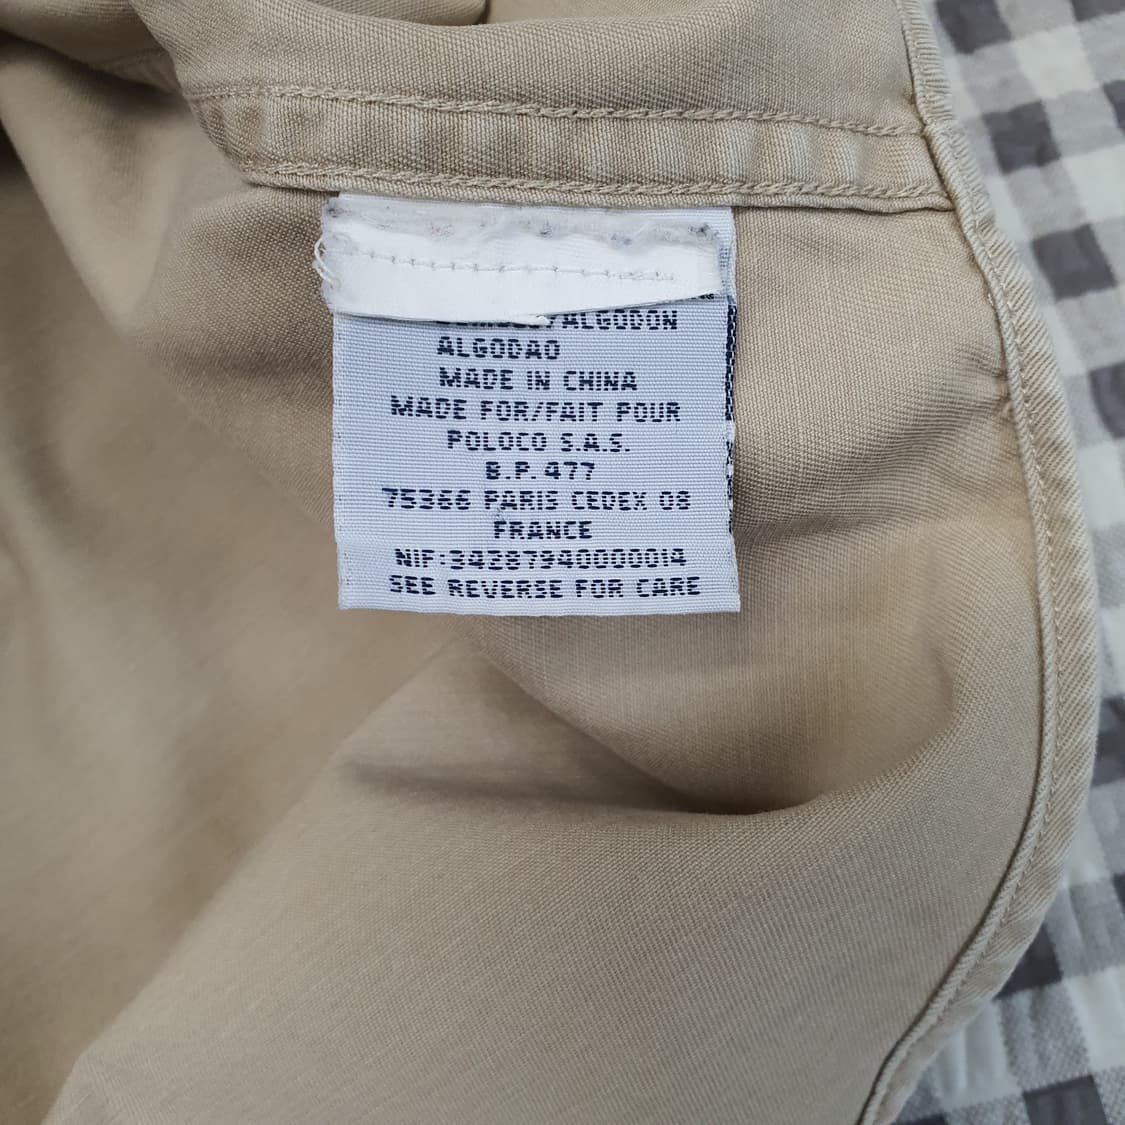 /ALGODON
ALGODAO
MADE IN CHINA
MADE FOR/FAIT POUR
POLOCO S.A.S.
B.P. 477
75366 PARIS CEDEX 08
FRANCE
NIF:34287940000014
SEE REVERSE FOR CARE